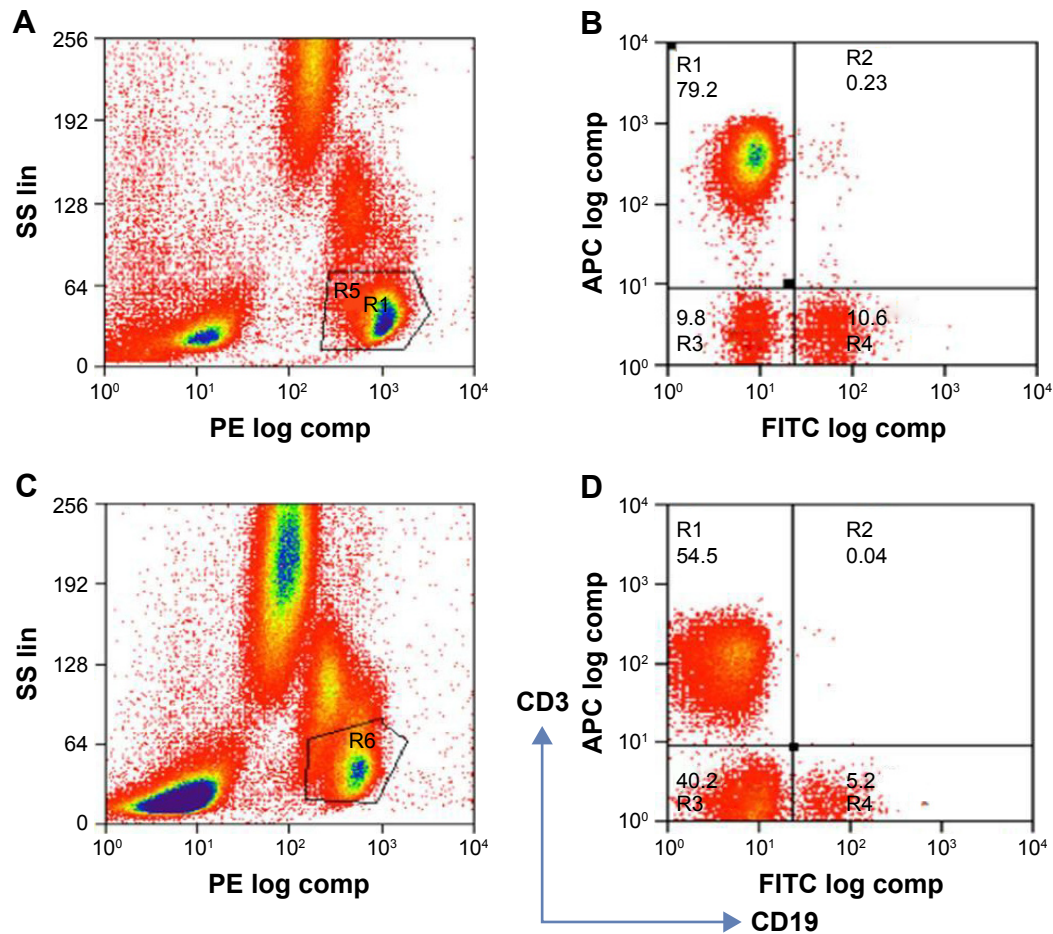 A
256
192
128
64
0
SS lin
R5
R1
10⁰
10¹
10²
10³
10⁴
PE log comp
B
10⁴
10³
10²
10¹
10⁰
APC log comp
R1
79.2
R2
0.23
9.8
R3
10.6
R4
10⁰
10¹
10²
10³
10⁴
FITC log comp
C
256
192
128
64
0
SS lin
R6
10⁰
10¹
10²
10³
10⁴
PE log comp
D
10⁴
10³
10²
10¹
10⁰
APC log comp
R1
54.5
R2
0.04
40.2
R3
5.2
R4
10⁰
10¹
10²
10³
10⁴
FITC log comp
CD3
CD19